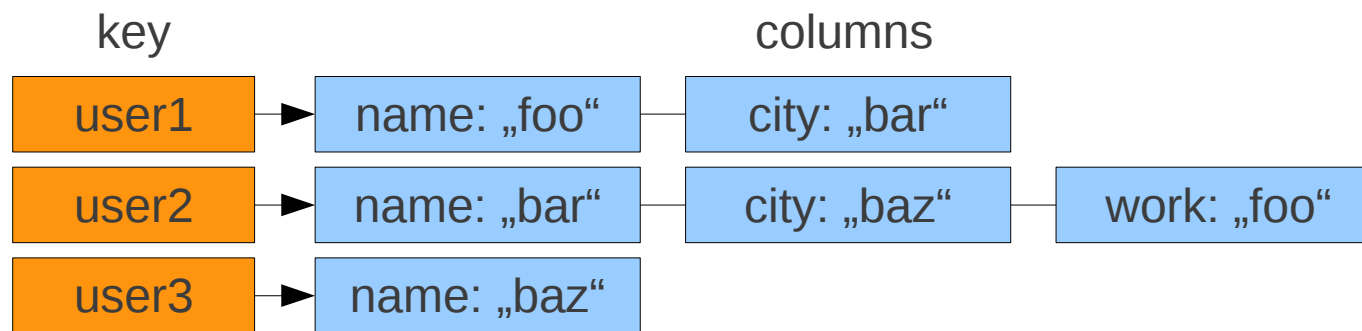 key columns
user1 name: „foo“ city: „bar“
user2 name: „bar“ city: „baz“ work: „foo“
user3 name: „baz“